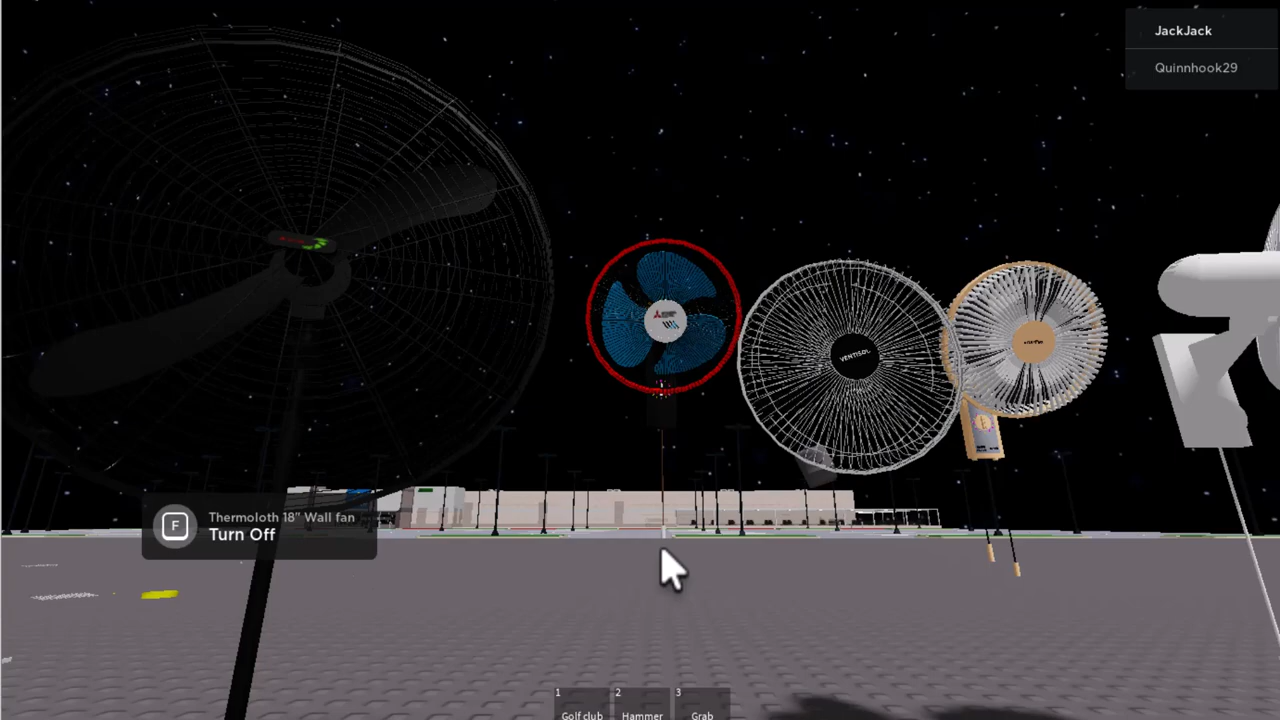 JackJack
Quinnhook29
VENTISOL
F
Thermoloth 18" Wall fan
Turn Off
1
2
3
Golf club
Hammer
Grab